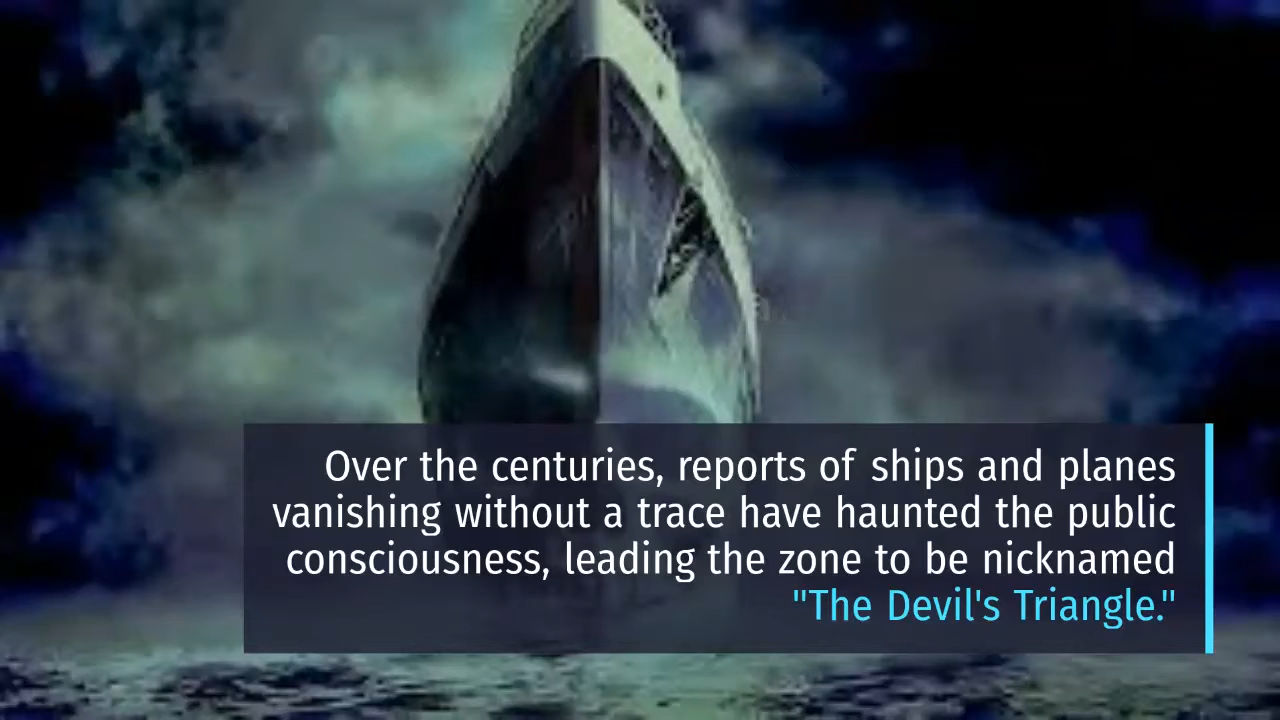 Over the centuries, reports of ships and planes
vanishing without a trace have haunted the public
consciousness, leading the zone to be nicknamed
"The Devil's Triangle."